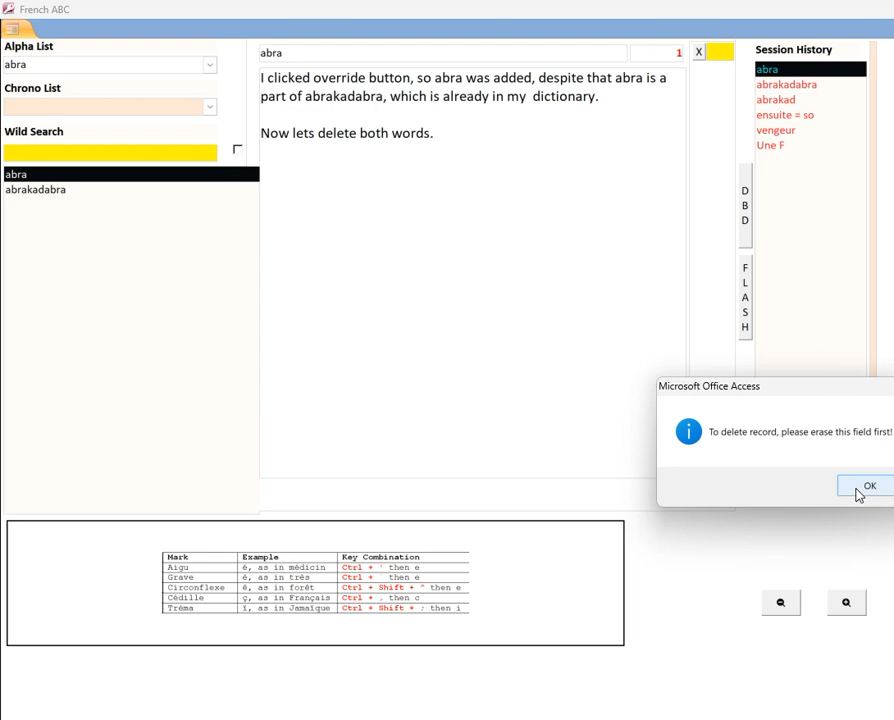 French ABC
Alpha List
abra
Chrono List
Wild Search
abra
abrakadabra
abra
1
X
I clicked override button, so abra was added, despite that abra is a
part of abrakadabra, which is already in my dictionary.
Now lets delete both words.
D
B
D
F
L
A
S
H
Session History
abra
abrakadabra
abrakad
ensuite = so
vengeur
Une F
Microsoft Office Access
To delete record, please erase this field first!
OK
Mark Example Key Combination
Aigu é, as in médicin Ctrl + ' then e
Grave è, as in très Ctrl + ` then e
Circonflexe ê, as in forêt Ctrl + Shift + ^ then e
Cédille ç, as in Français Ctrl + , then c
Tréma ï, as in Jamaïque Ctrl + Shift + ; then i